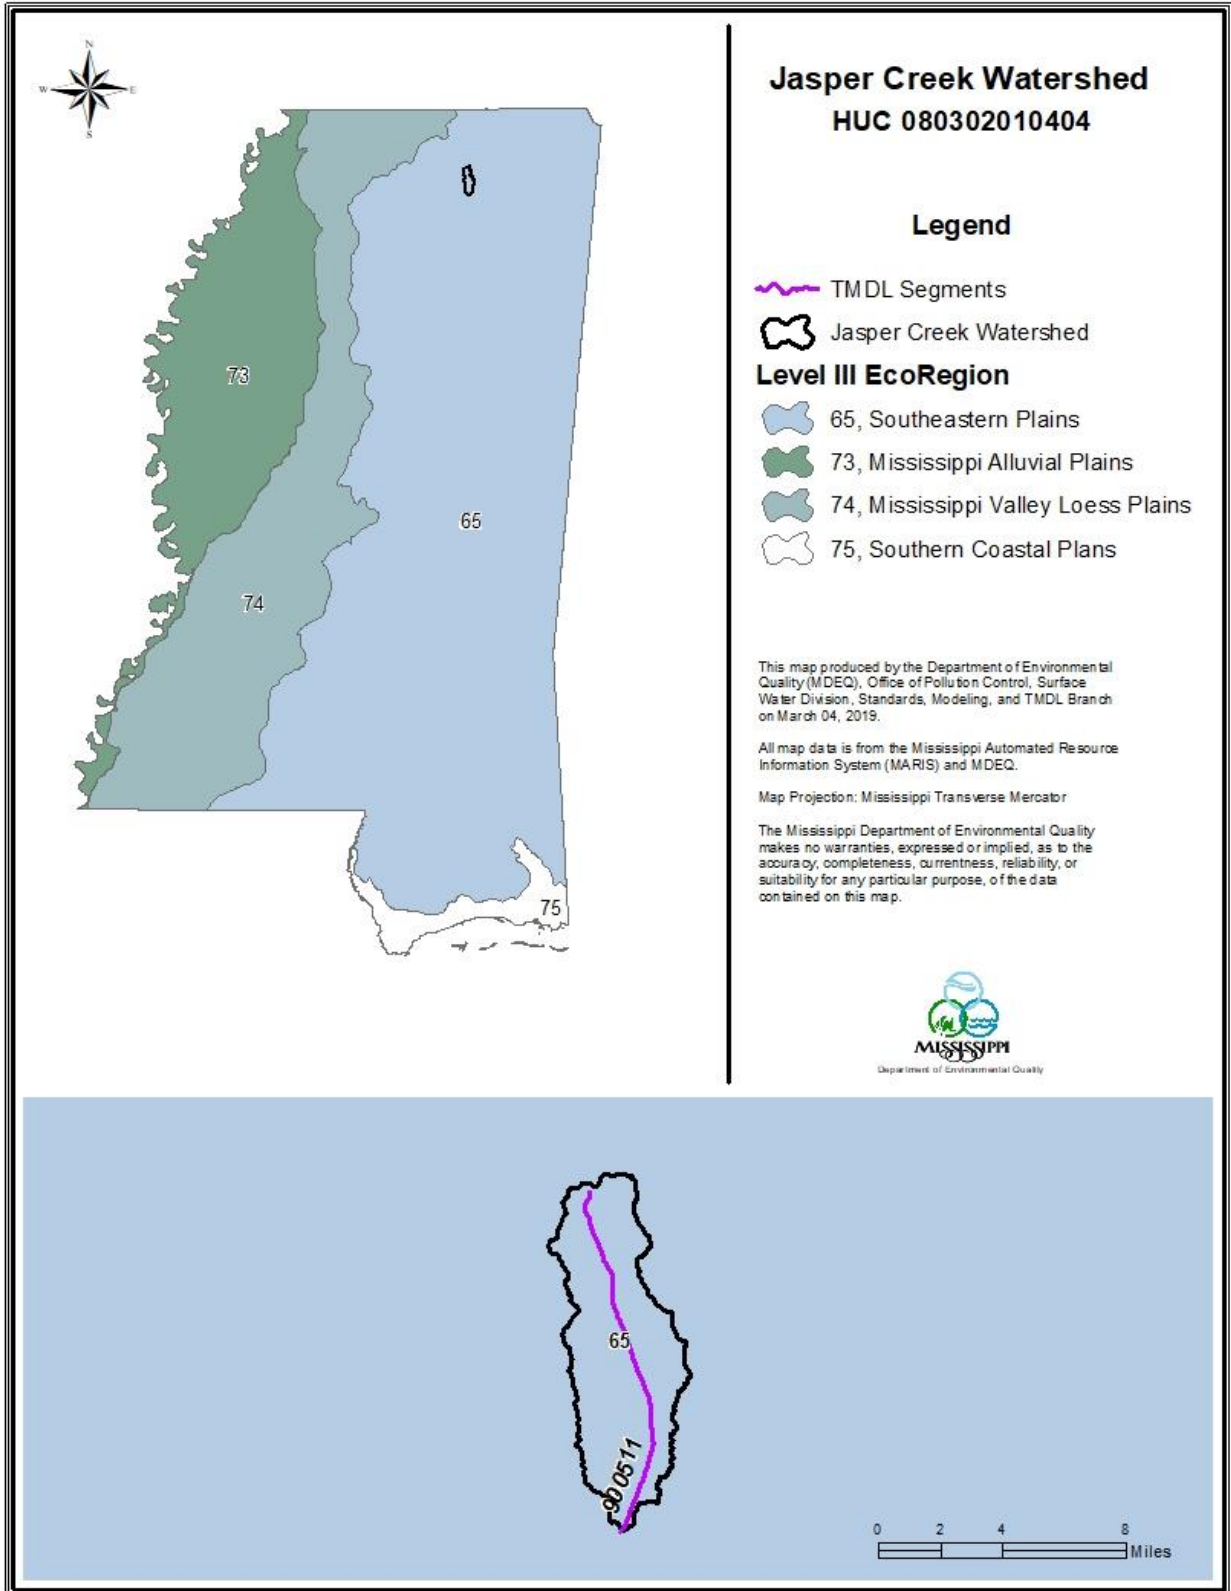 N
W
E
S
Jasper Creek Watershed
HUC 080302010404
Legend
TMDL Segments
Jasper Creek Watershed
Level III EcoRegion
65, Southeastern Plains
73, Mississippi Alluvial Plains
74, Mississippi Valley Loess Plains
75, Southern Coastal Plans
73
65
74
75
This map produced by the Department of Environmental
Quality (MDEQ), Office of Pollution Control, Surface
Water Division, Standards, Modeling, and TMDL Branch
on March 04, 2019.
All map data is from the Mississippi Automated Resource
Information System (MARIS) and MDEQ.
Map Projection: Mississippi Transverse Mercator
The Mississippi Department of Environmental Quality
makes no warranties, expressed or implied, as to the
accuracy, completeness, currentness, reliability, or
suitability for any particular purpose, of the data
contained on this map.
MISSISSIPPI
Department of Environmental Quality
65
900511
0 2 4 8
Miles